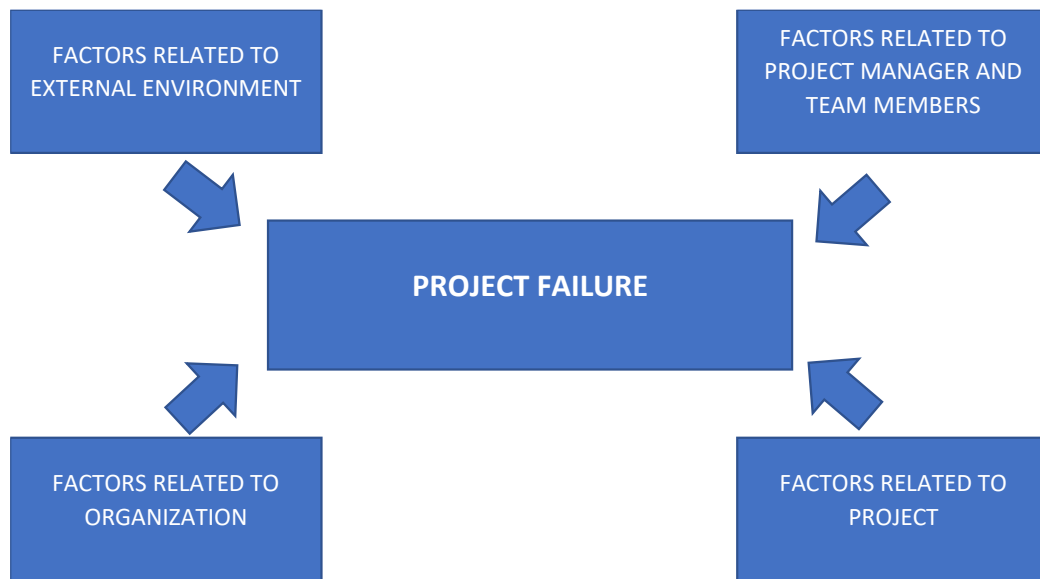 FACTORS RELATED TO
EXTERNAL ENVIRONMENT
FACTORS RELATED TO
PROJECT MANAGER AND
TEAM MEMBERS
PROJECT FAILURE
FACTORS RELATED TO
ORGANIZATION
FACTORS RELATED TO
PROJECT